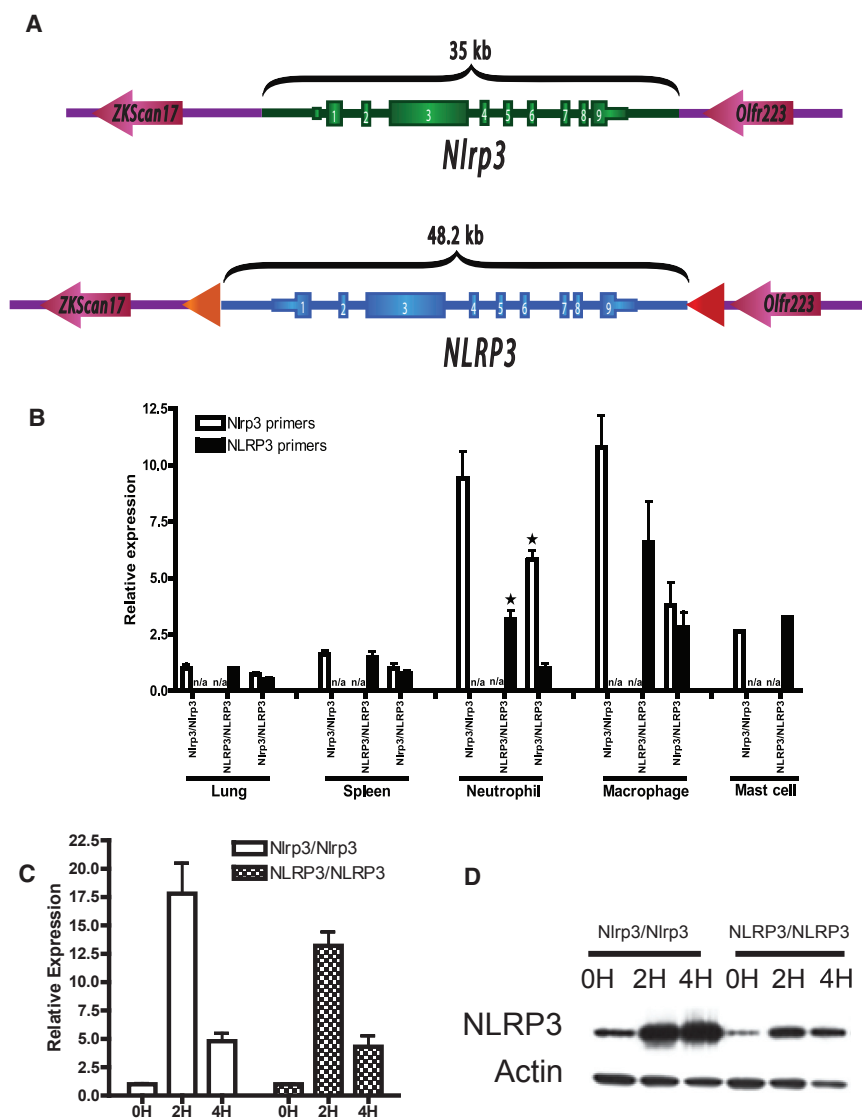 A
35 kb
ZKScan17
1 2 3 4 5 6 7 8 9
Olfr223
Nlrp3
48.2 kb
ZKScan17
1 2 3 4 5 6 7 8 9
Olfr223
NLRP3
B
Nlrp3 primers
NLRP3 primers
Relative expression
12.5
10.0
7.5
5.0
2.5
0.0
★
★
n/a n/a n/a n/a n/a n/a n/a n/a n/a n/a
Nlrp3/Nlrp3 NLRP3/NLRP3 Nlrp3/NLRP3
Nlrp3/Nlrp3 NLRP3/NLRP3 Nlrp3/NLRP3
Nlrp3/Nlrp3 NLRP3/NLRP3 Nlrp3/NLRP3
Nlrp3/Nlrp3 NLRP3/NLRP3 Nlrp3/NLRP3
Nlrp3/Nlrp3 NLRP3/NLRP3
Lung Spleen Neutrophil Macrophage Mast cell
C
Nlrp3/Nlrp3
NLRP3/NLRP3
Relative Expression
22.5
20.0
17.5
15.0
12.5
10.0
7.5
5.0
2.5
0.0
0H 2H 4H 0H 2H 4H
D
Nlrp3/Nlrp3 NLRP3/NLRP3
0H 2H 4H 0H 2H 4H
NLRP3
Actin